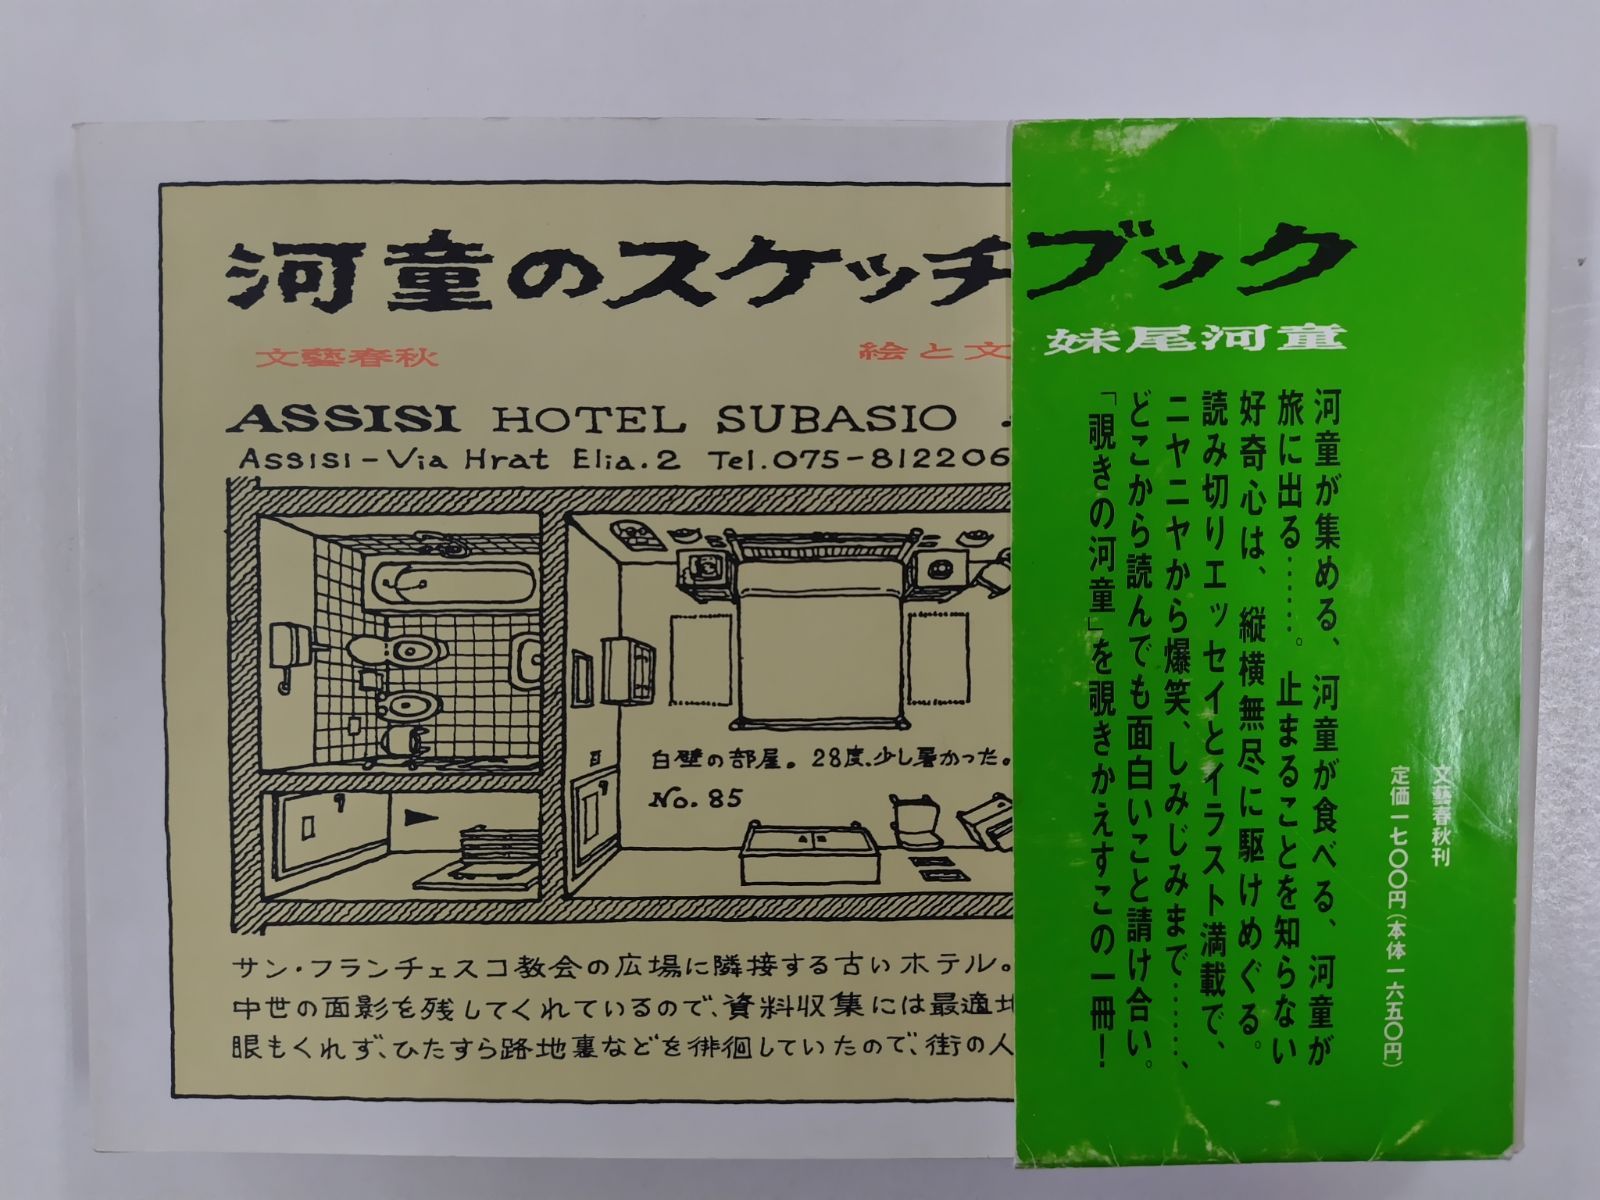 河童のスケッチブック
文藝春秋
絵と文
妹尾河童
ASSISI HOTEL SUBASIO
Assisi-Via Hrat Elia.2 Tel.075-812206
白壁の部屋。28度、少し暑かった。
No.85
サン・フランチェスコ教会の広場に隣接する古いホテル。
中世の面影を残してくれているので、資料収集には最適地
眼もくれず、ひたすら路地裏などを徘徊していたので、街の人
河童が集める、河童が食べる、河童が
旅に出る……。止まることを知らない
好奇心は、縦横無尽に駆けめぐる。
読み切りエッセイとイラスト満載で、
ニヤニヤから爆笑、しみじみまで……、
どこから読んでも面白いこと請け合い。
「覗きの河童」を覗きかえすこの一冊!
文藝春秋刊
定価一七〇〇円(本体一六五〇円)